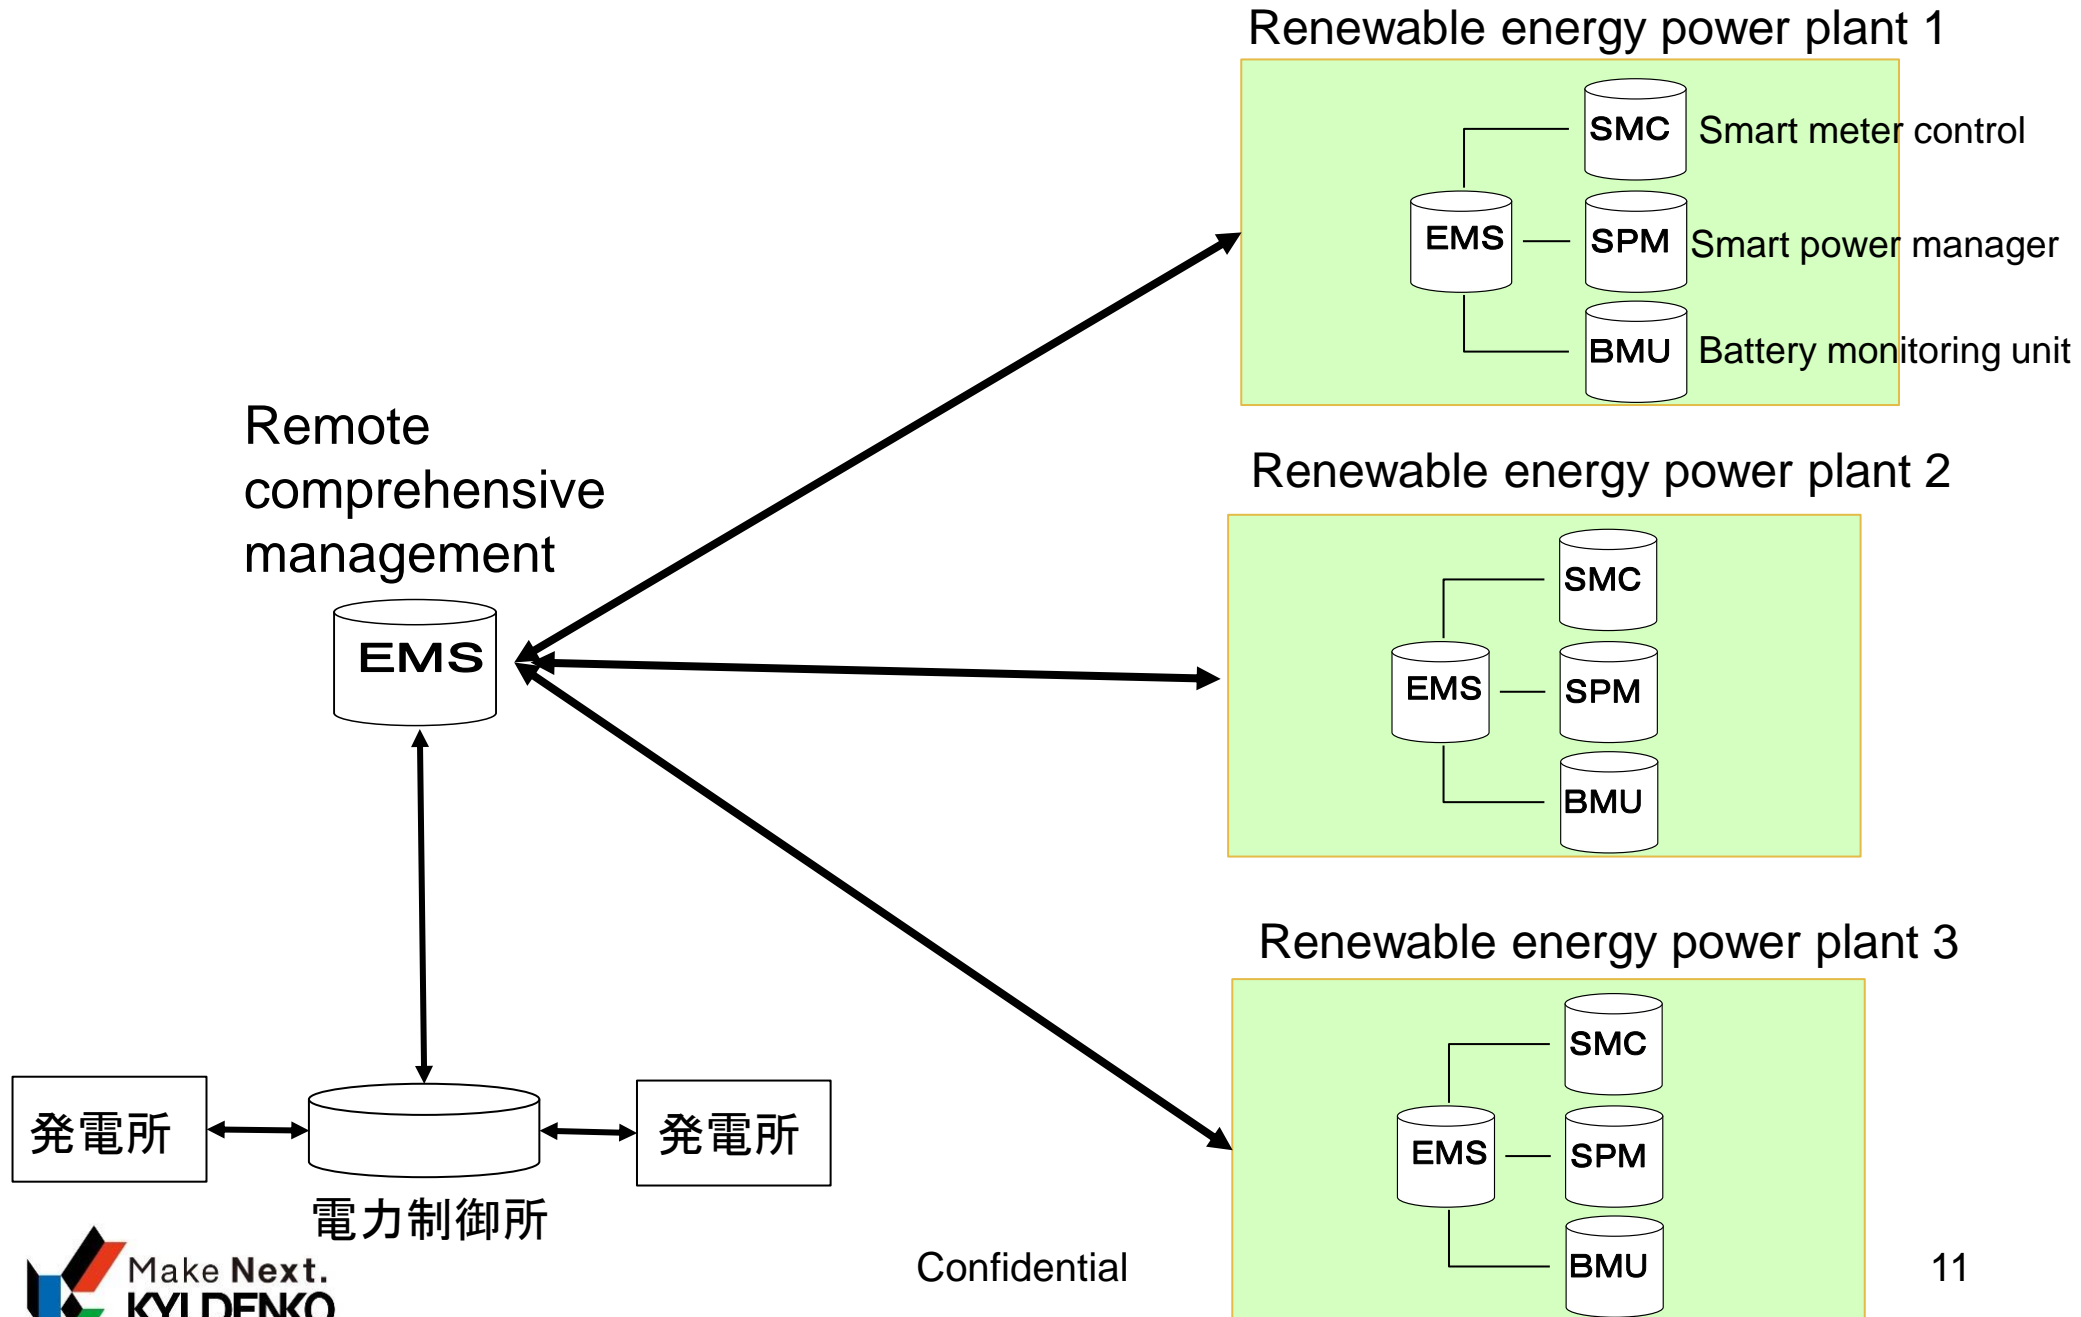 Renewable energy power plant 1
SMC Smart meter control
EMS SPM Smart power manager
BMU Battery monitoring unit
Remote
comprehensive
management
EMS
Renewable energy power plant 2
SMC
EMS SPM
BMU
Renewable energy power plant 3
SMC
EMS SPM
BMU
発電所
発電所
電力制御所
Make Next.
Confidential
11